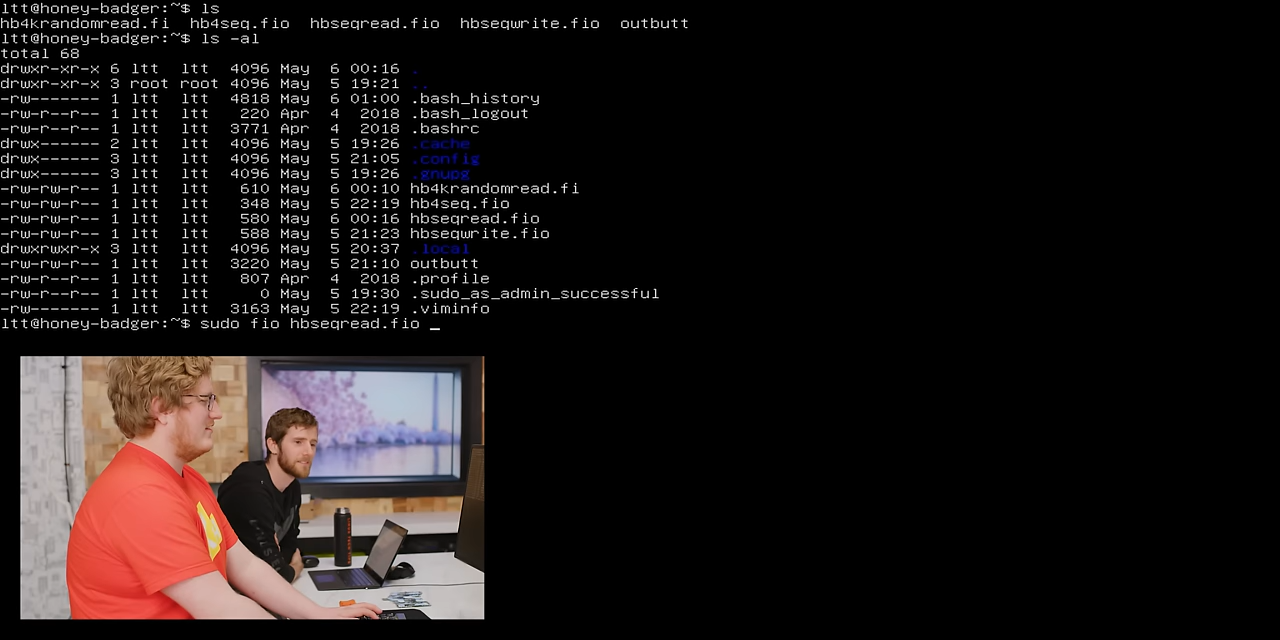 ltt@honey-badger:~$ ls
hb4krandomread.fi  hb4seq.fio  hbseqread.fio  hbseqwrite.fio  outbutt
ltt@honey-badger:~$ ls -al
total 68
drwxr-xr-x 6 ltt  ltt  4096 May  6 00:16 .
drwxr-xr-x 3 root root 4096 May  5 19:21 ..
-rw------- 1 ltt  ltt  4818 May  6 01:00 .bash_history
-rw-r--r-- 1 ltt  ltt   220 Apr  4  2018 .bash_logout
-rw-r--r-- 1 ltt  ltt  3771 Apr  4  2018 .bashrc
drwx------ 2 ltt  ltt  4096 May  5 19:26 .cache
drwx------ 3 ltt  ltt  4096 May  5 21:05 .config
drwx------ 3 ltt  ltt  4096 May  5 19:26 .gnupg
-rw-rw-r-- 1 ltt  ltt   610 May  6 00:10 hb4krandomread.fi
-rw-rw-r-- 1 ltt  ltt   348 May  5 22:19 hb4seq.fio
-rw-rw-r-- 1 ltt  ltt   580 May  6 00:16 hbseqread.fio
-rw-rw-r-- 1 ltt  ltt   588 May  5 21:23 hbseqwrite.fio
drwxrwxr-x 3 ltt  ltt  4096 May  5 20:37 .local
-rw-rw-r-- 1 ltt  ltt  3220 May  5 21:10 outbutt
-rw-r--r-- 1 ltt  ltt   807 Apr  4  2018 .profile
-rw-r--r-- 1 ltt  ltt     0 May  5 19:30 .sudo_as_admin_successful
-rw------- 1 ltt  ltt  3163 May  5 22:19 .viminfo
ltt@honey-badger:~$ sudo fio hbseqread.fio _